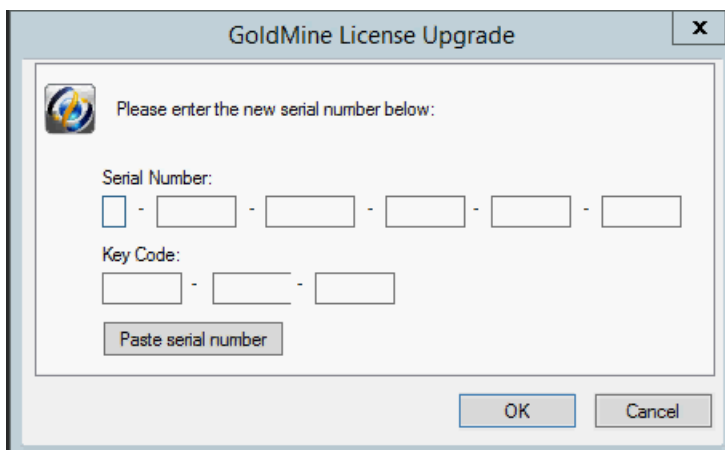 GoldMine License Upgrade
x
Please enter the new serial number below:
Serial Number:
- - - - -
Key Code:
- -
Paste serial number
OK Cancel